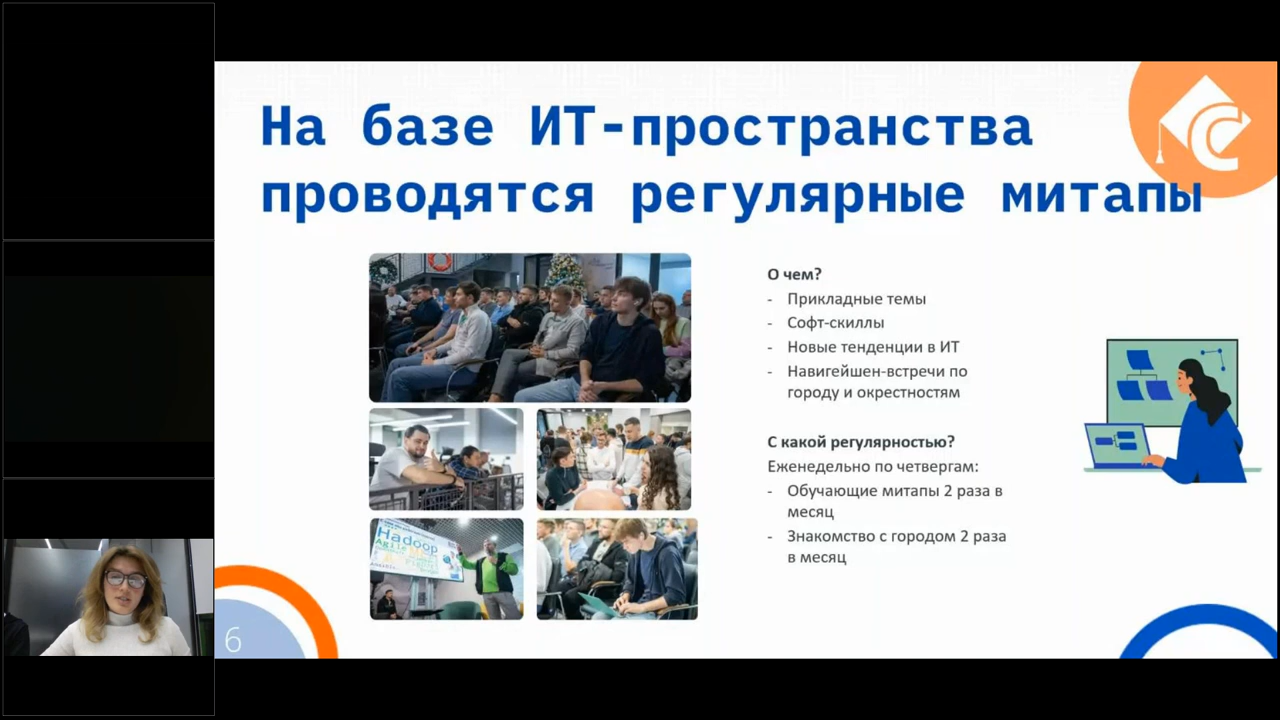 На базе ИТ-пространства
проводятся регулярные митапы
О чем?
- Прикладные темы
- Софт-скиллы
- Новые тенденции в ИТ
- Навигейшен-встречи по
городу и окрестностям
С какой регулярностью?
Еженедельно по четвергам:
- Обучающие митапы 2 раза в
месяц
- Знакомство с городом 2 раза
в месяц
Hadoop
Agile
6